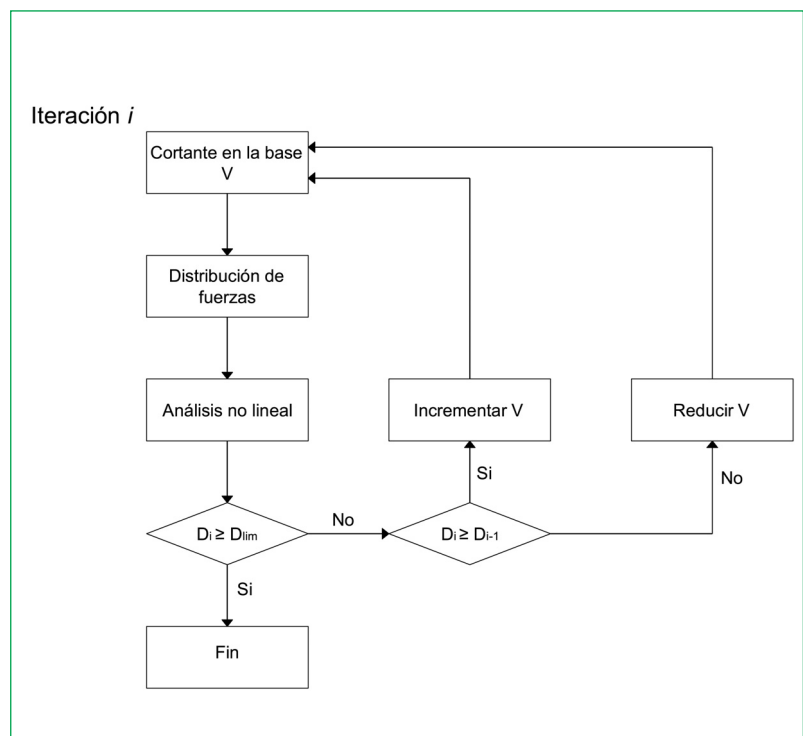 Iteración i
Cortante en la base
V
Distribución de
fuerzas
Análisis no lineal
Incrementar V
Reducir V
Si
No
Di ≥ Dlim
No
Di ≥ Di-1
Si
Fin